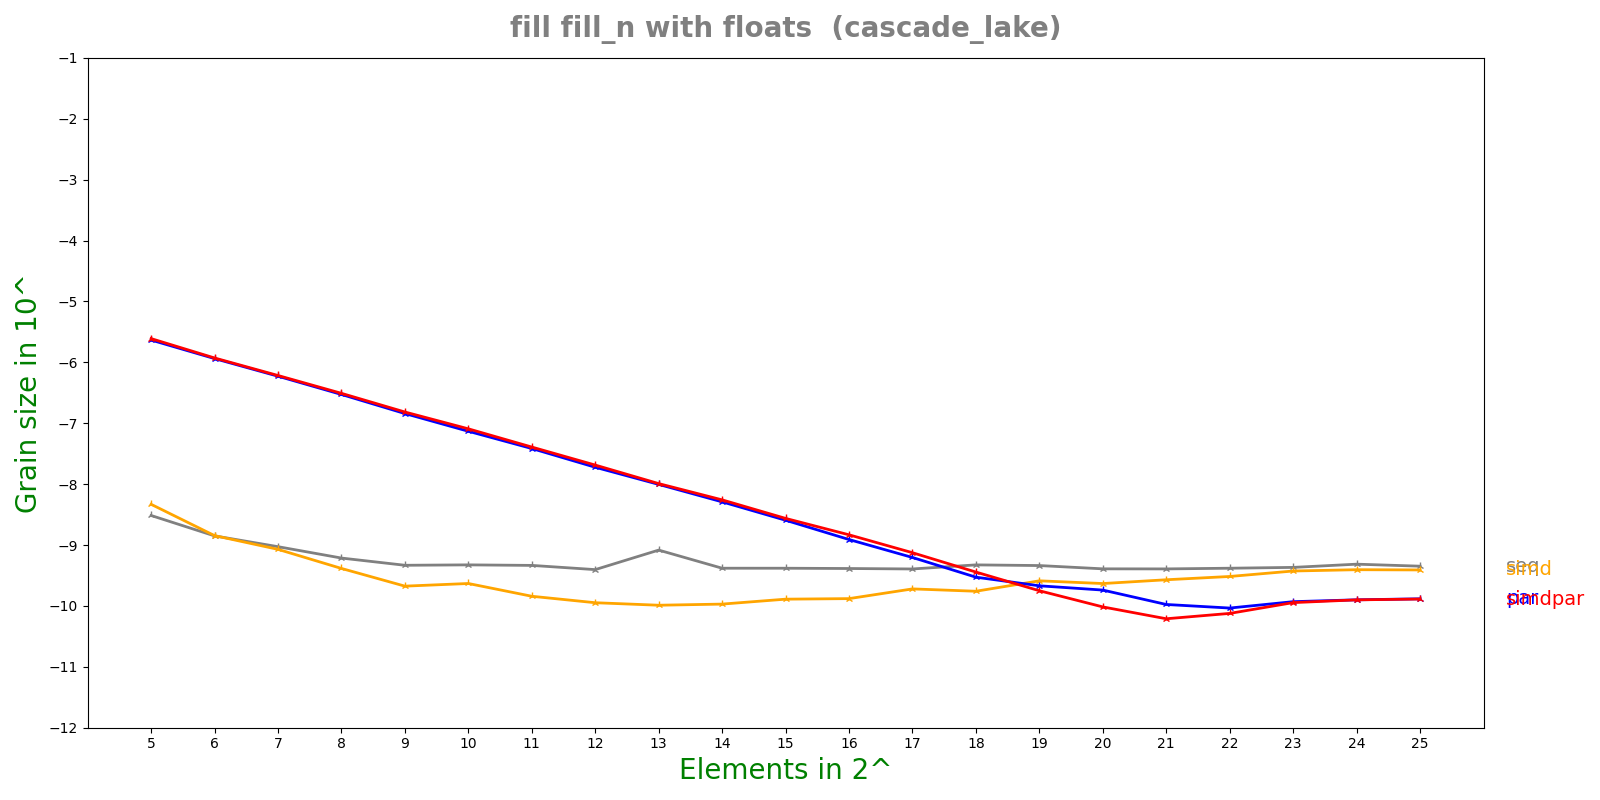 fill fill_n with floats (cascade_lake)
Grain size in 10^
−1
−2
−3
−4
−5
−6
−7
−8
−9
−10
−11
−12
5 6 7 8 9 10 11 12 13 14 15 16 17 18 19 20 21 22 23 24 25
Elements in 2^
seq
simd
par
simdpar